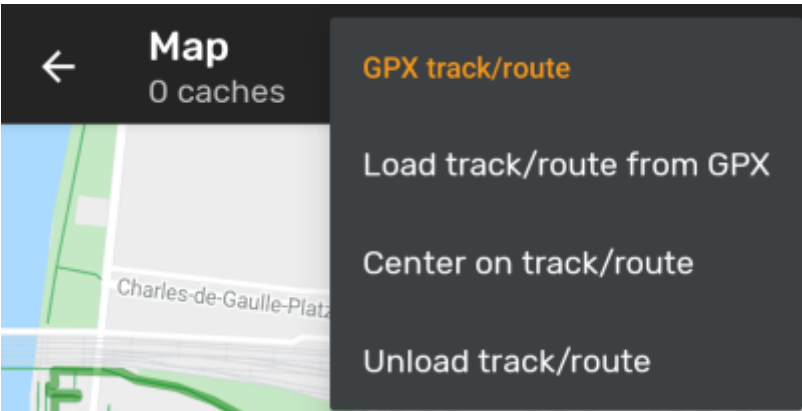 Map
0 caches
GPX track/route
Load track/route from GPX
Center on track/route
Unload track/route
Charles-de-Gaulle-Platz